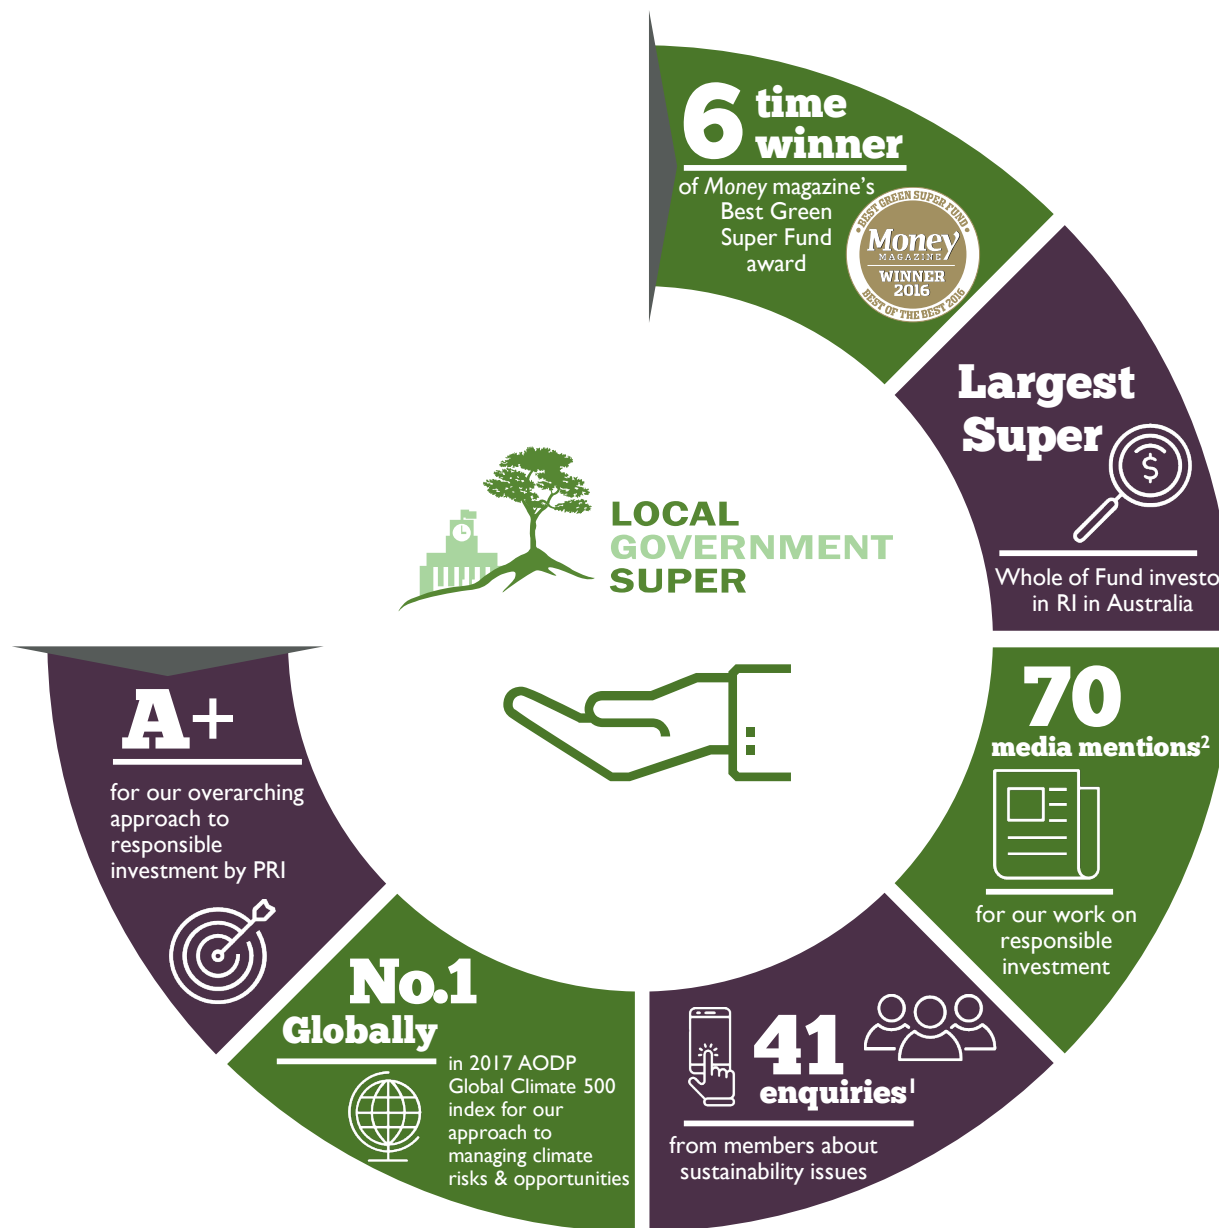 6 time
winner
of Money magazine's
Best Green
Super Fund
award
• BEST GREEN SUPER FUND •
Money
MAGAZINE
WINNER
2016
BEST OF THE BEST 2016
Largest
Super
$
Whole of Fund investo
in RI in Australia
70
media mentions²
for our work on
responsible
investment
41
enquiries¹
from members about
sustainability issues
No.1
Globally
in 2017 AODP
Global Climate 500
index for our
approach to
managing climate
risks & opportunities
A+
for our overarching
approach to
responsible
investment by PRI
LOCAL
GOVERNMENT
SUPER